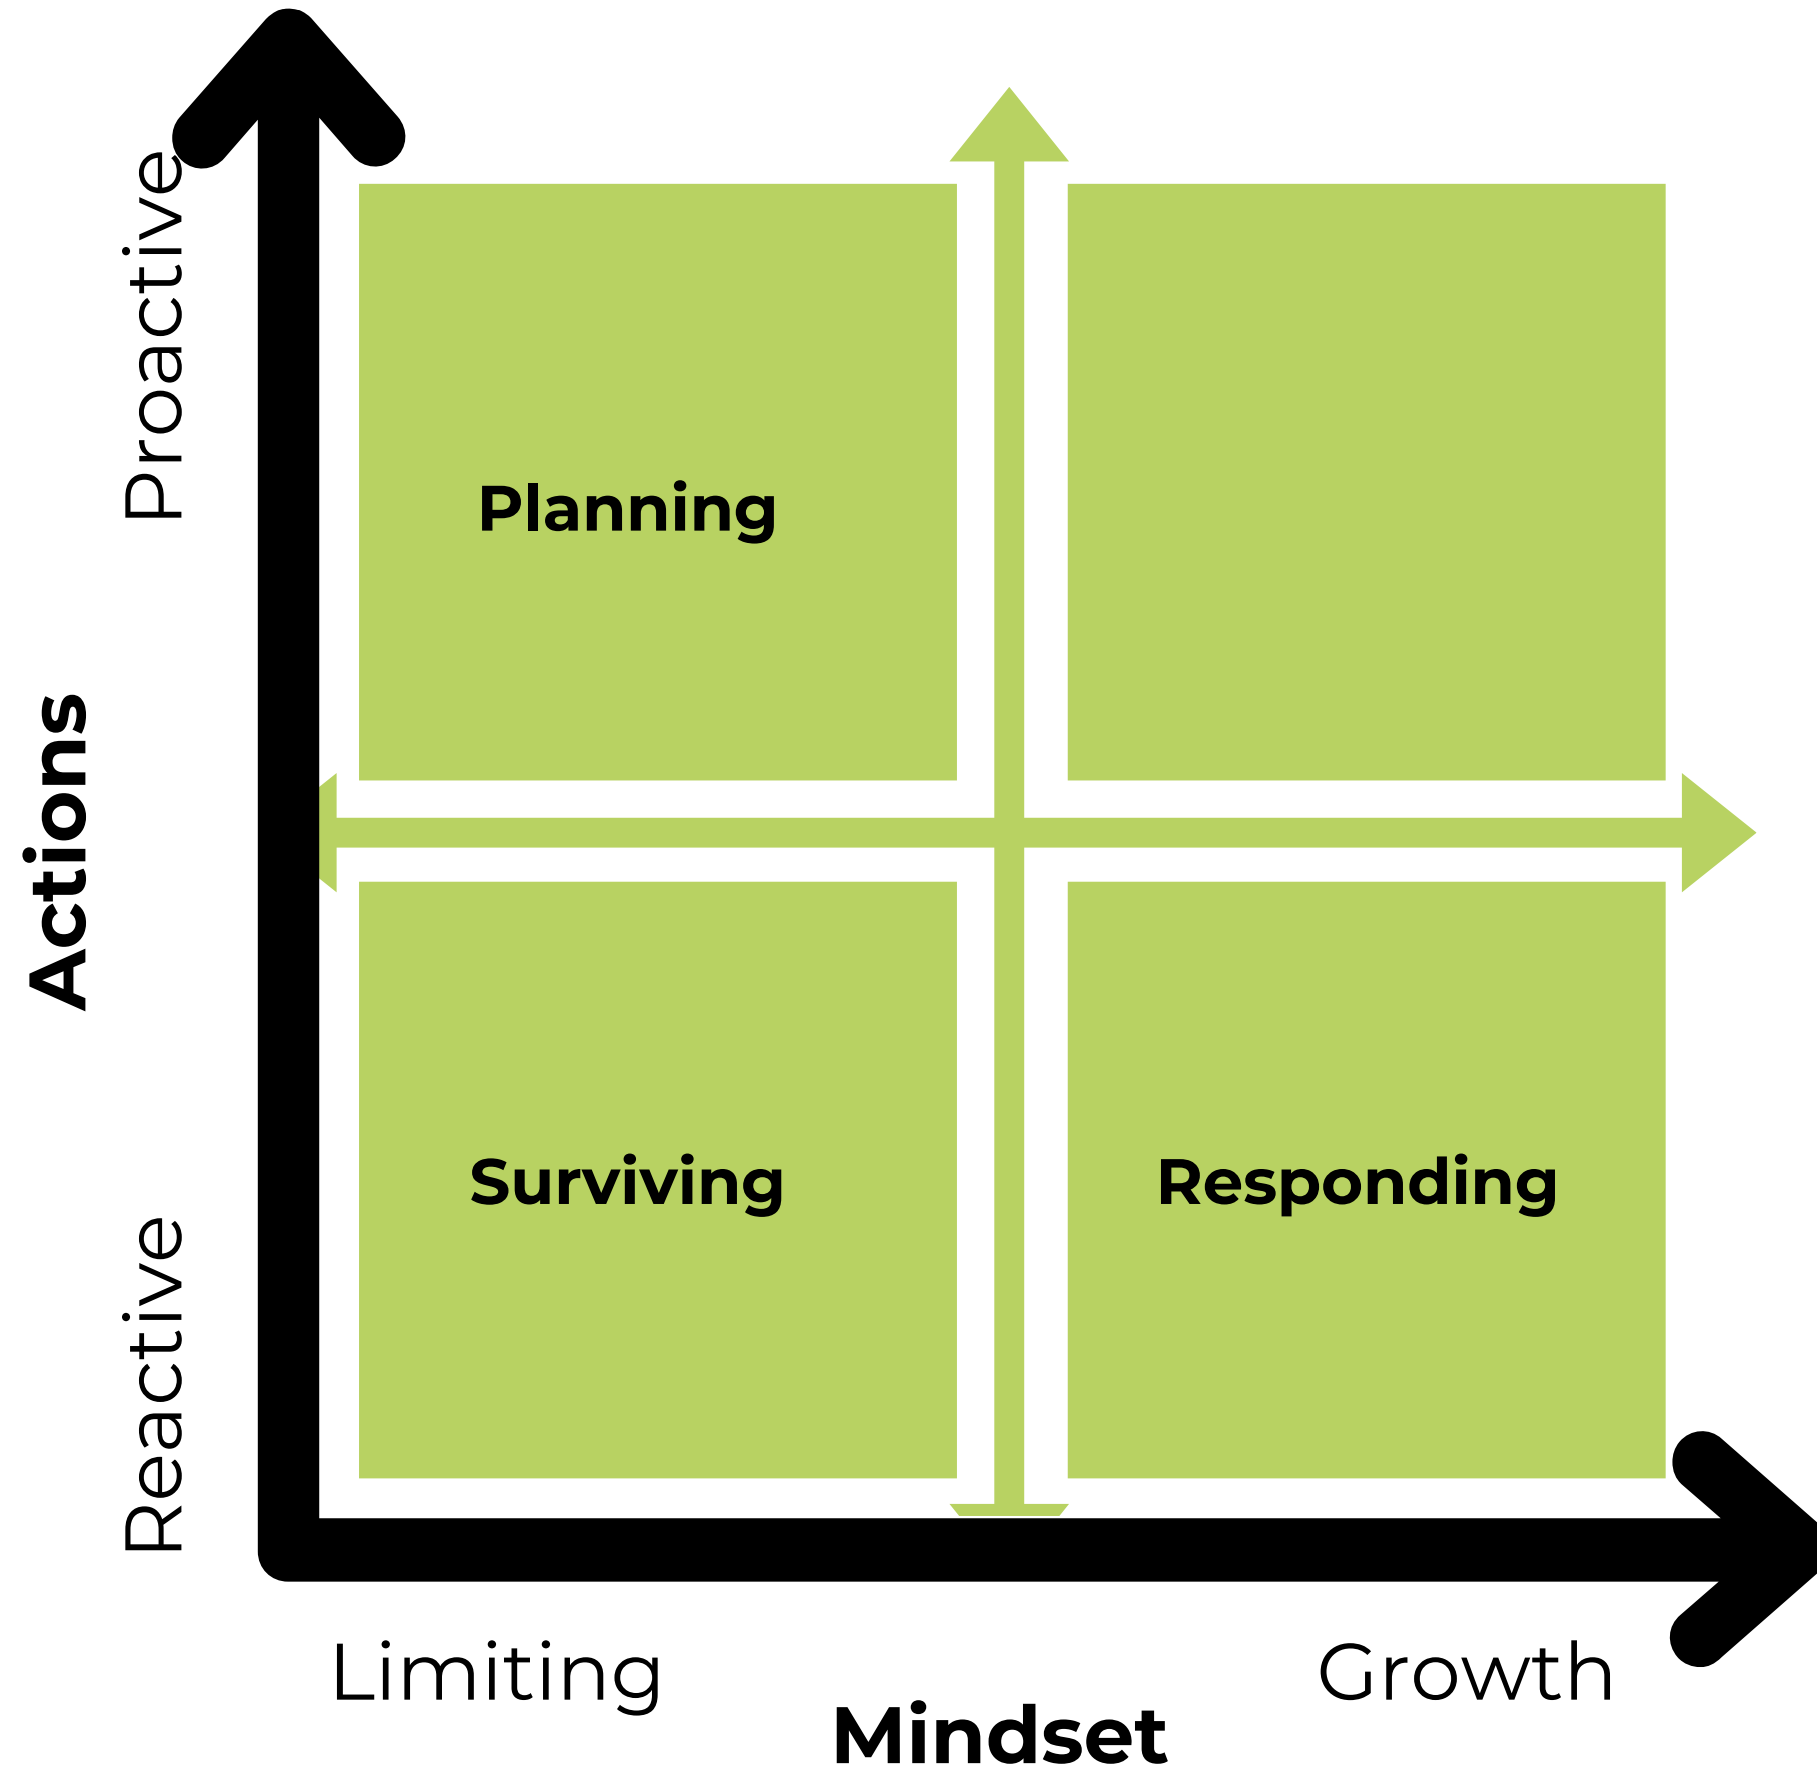 Proactive
Planning
Actions
Surviving
Responding
Reactive
Limiting
Growth
Mindset